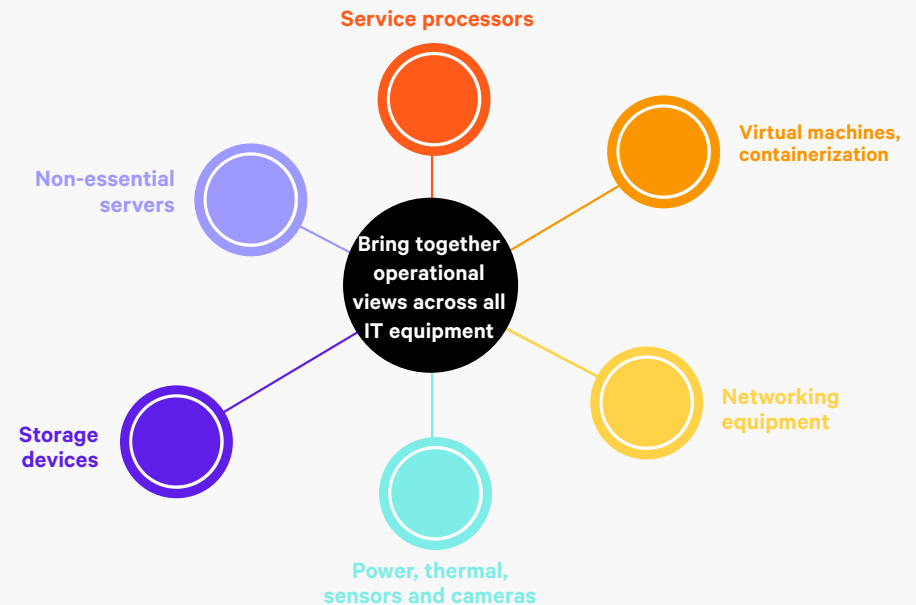 Service processors
Virtual machines,
containerization
Non-essential
servers
Bring together
operational
views across all
IT equipment
Networking
equipment
Storage
devices
Power, thermal,
sensors and cameras